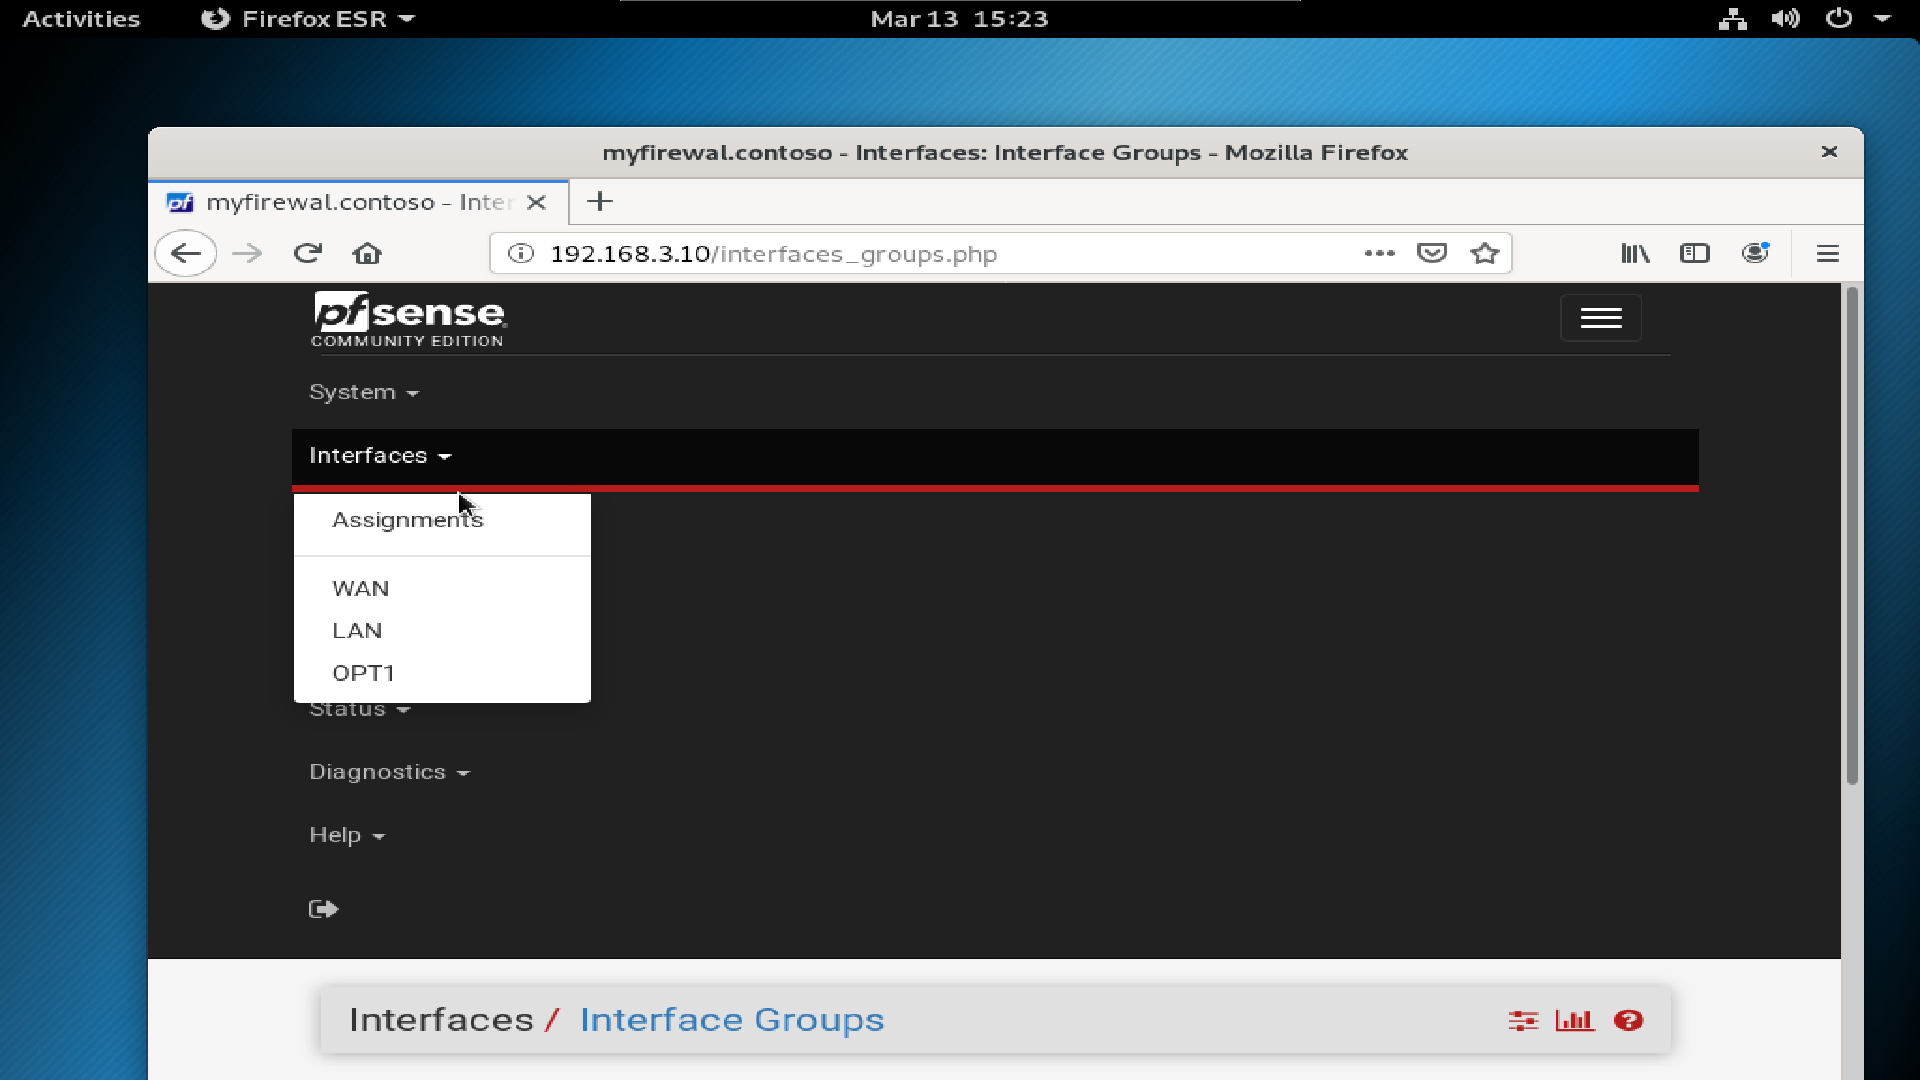 Activities Firefox ESR Mar 13 15:23
myfirewal.contoso - Interfaces: Interface Groups - Mozilla Firefox
myfirewal.contoso - Inter
192.168.3.10/interfaces_groups.php
pfsense
COMMUNITY EDITION
System
Interfaces
Assignments
WAN
LAN
OPT1
Status
Diagnostics
Help
Interfaces / Interface Groups